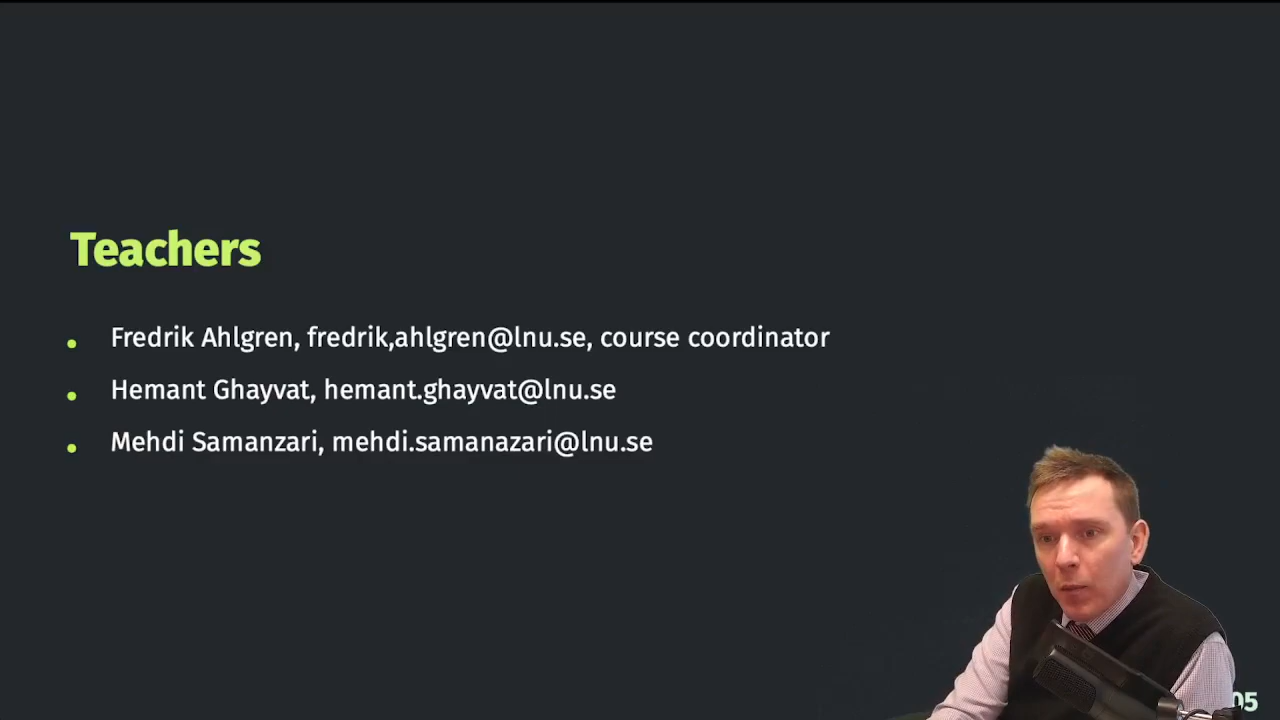 Teachers
Fredrik Ahlgren, fredrik,ahlgren@lnu.se, course coordinator
Hemant Ghayvat, hemant.ghayvat@lnu.se
Mehdi Samanzari, mehdi.samanazari@lnu.se
05